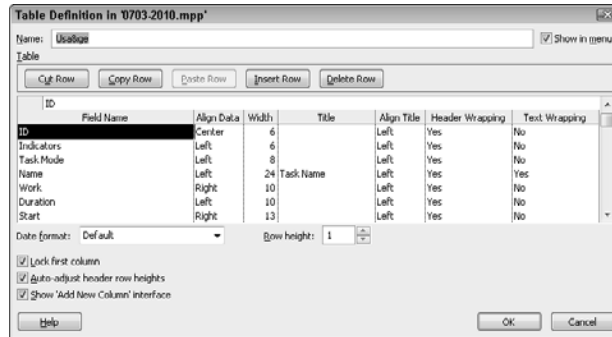 Table Definition in '0703-2010.mpp'
Name: Usaßige Show in menu
Table
Cut Row Copy Row Paste Row Insert Row Delete Row
ID
Field Name Align Data Width Title Align Title Header Wrapping Text Wrapping
ID Center 6 Left Yes No
Indicators Left 6 Left Yes No
Task Mode Left 8 Left Yes No
Name Left 24 Task Name Left Yes Yes
Work Right 10 Left Yes No
Duration Left 10 Left Yes No
Start Right 13 Left Yes No
Date format: Default Row height: 1
Lock first column
Auto-adjust header row heights
Show 'Add New Column' interface
Help OK Cancel